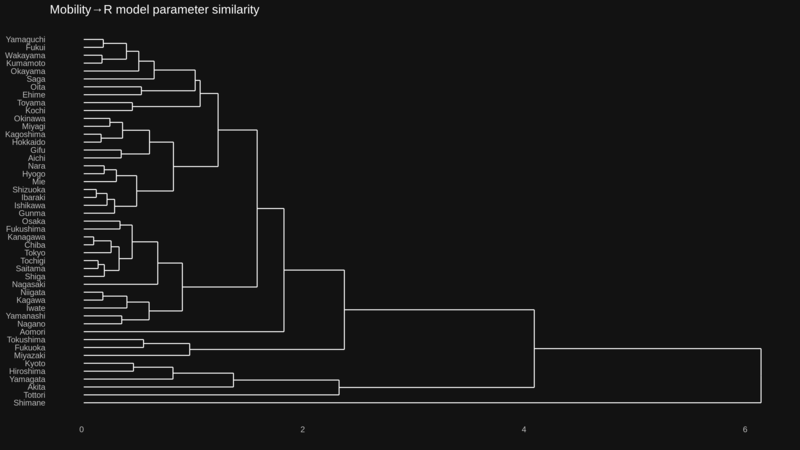 Mobility→R model parameter similarity
Yamaguchi
Fukui
Wakayama
Kumamoto
Okayama
Saga
Oita
Ehime
Toyama
Kochi
Okinawa
Miyagi
Kagoshima
Hokkaido
Gifu
Aichi
Nara
Hyogo
Mie
Shizuoka
Ibaraki
Ishikawa
Gunma
Osaka
Fukushima
Kanagawa
Chiba
Tokyo
Tochigi
Saitama
Shiga
Nagasaki
Niigata
Kagawa
Iwate
Yamanashi
Nagano
Aomori
Tokushima
Fukuoka
Miyazaki
Kyoto
Hiroshima
Yamagata
Akita
Tottori
Shimane
0 2 4 6